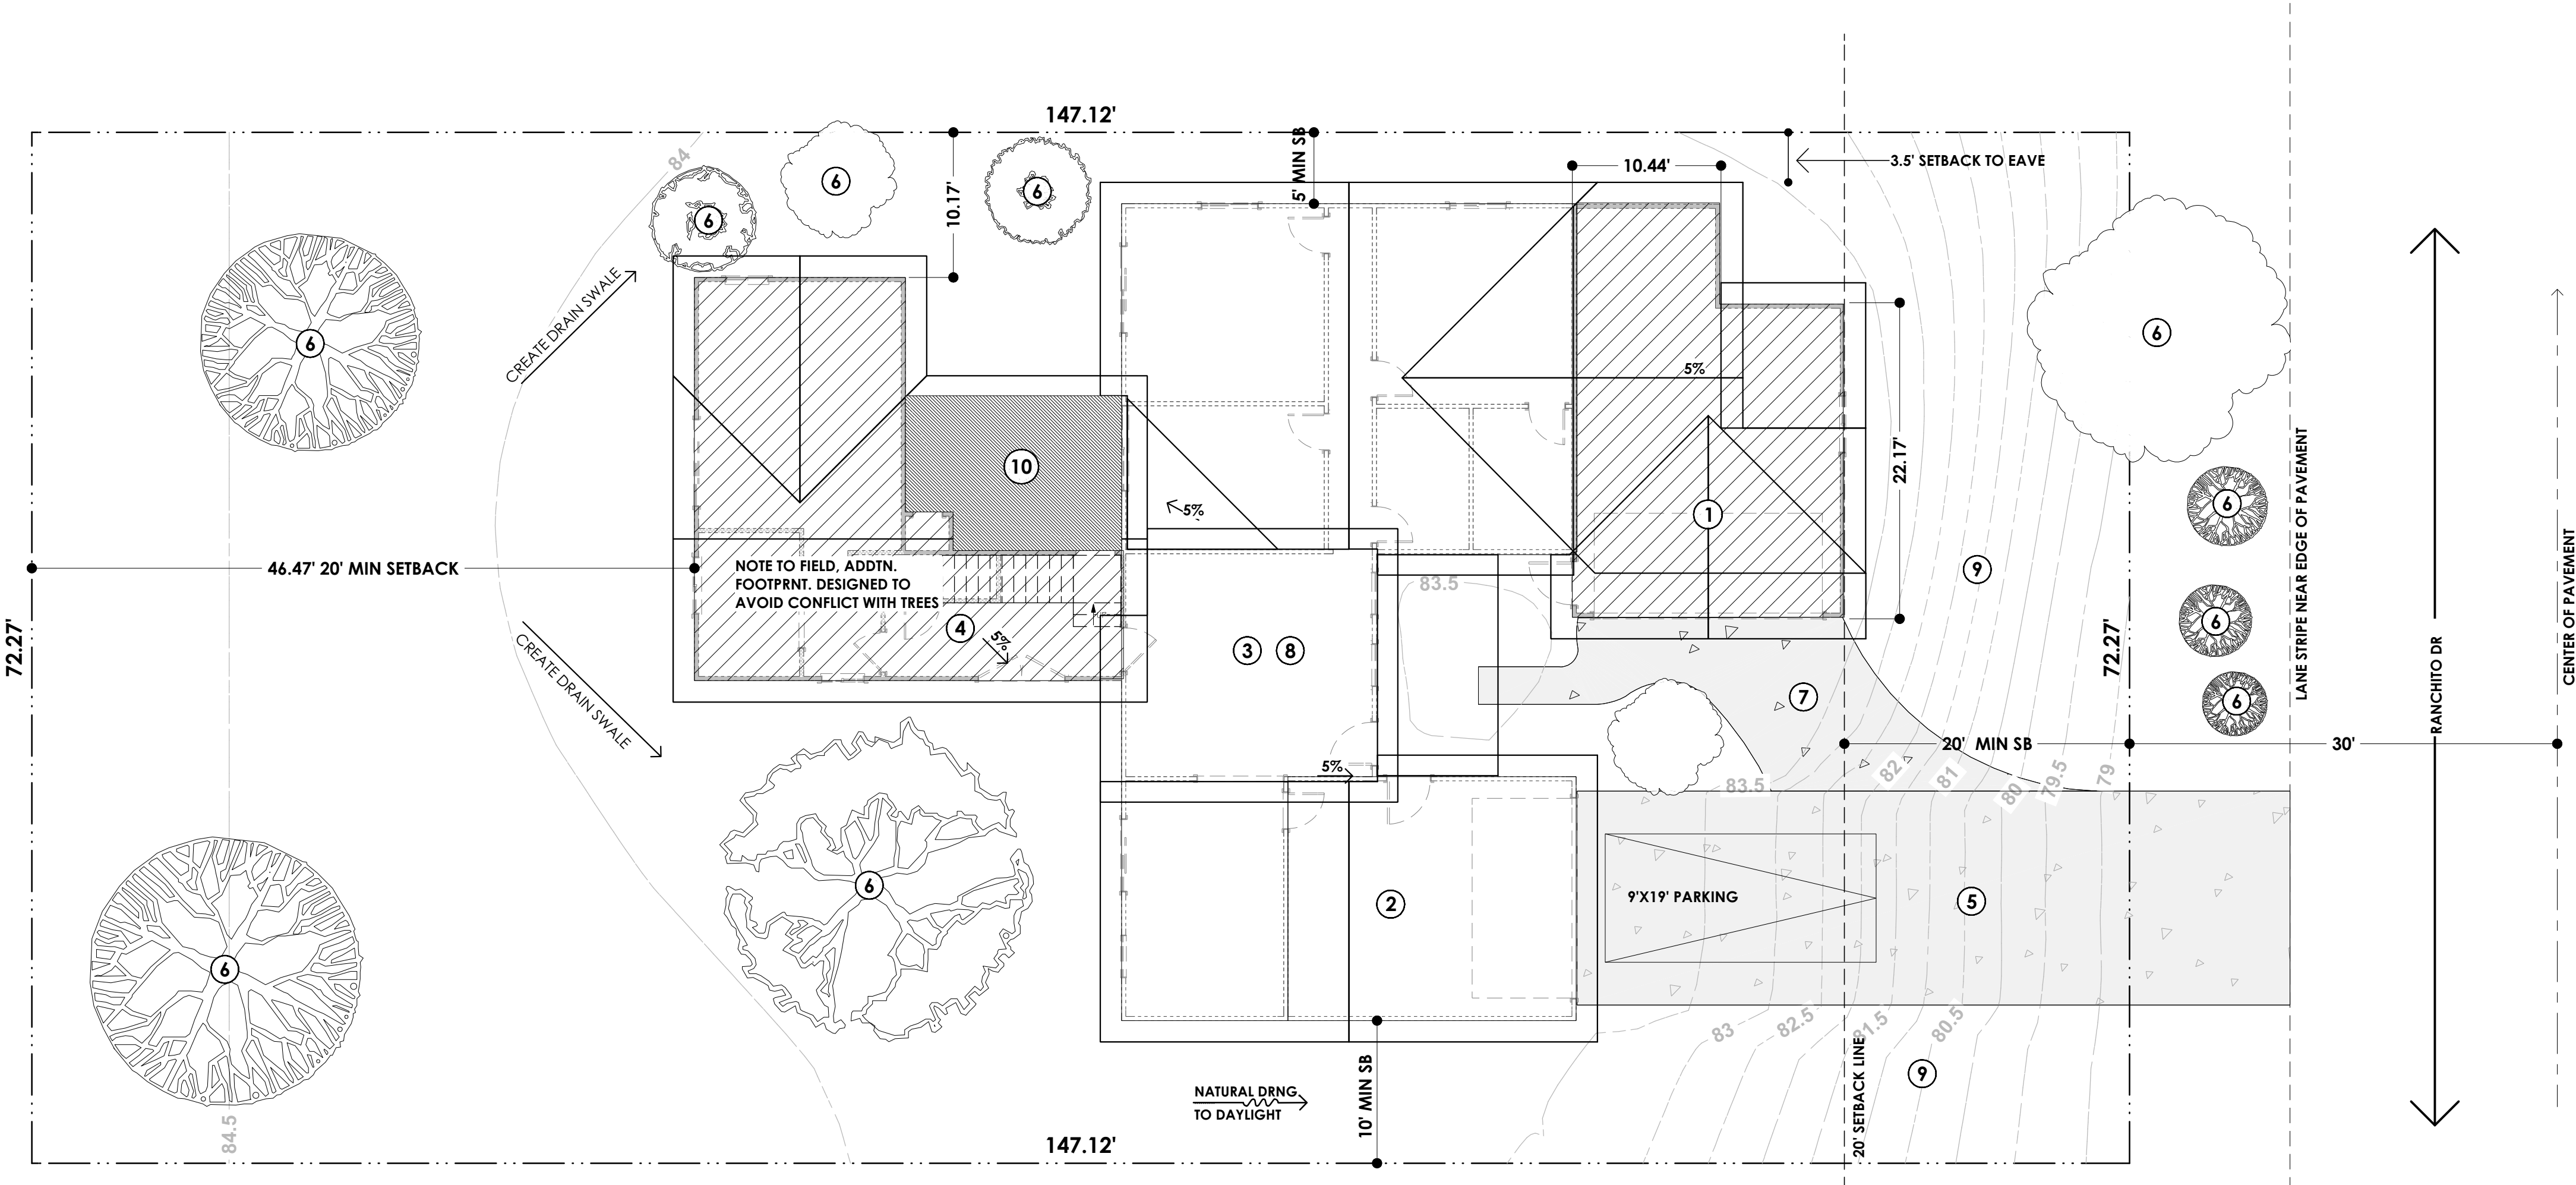 147.12'
5' MIN SB
10.44'
3.5' SETBACK TO EAVE
84
6
6
6
10.17'
6
6
CREATE DRAIN SWALE
5%
22.17'
10
5%
1
6
LANE STRIPE NEAR EDGE OF PAVEMENT
CENTER OF PAVEMENT
46.47' 20' MIN SETBACK
NOTE TO FIELD, ADDTN.
FOOTPRNT. DESIGNED TO
AVOID CONFLICT WITH TREES
83.5
9
4
5%
3
8
6
72.27'
72.27'
CREATE DRAIN SWALE
7
6
RANCHITO DR
20' MIN SB
30'
5%
83.5
82
81
80
79.5
79
6
2
9'X19' PARKING
5
6
83
82.5
81.5
80.5
9
20' SETBACK LINE
10' MIN SB
NATURAL DRNG
TO DAYLIGHT
84.5
147.12'